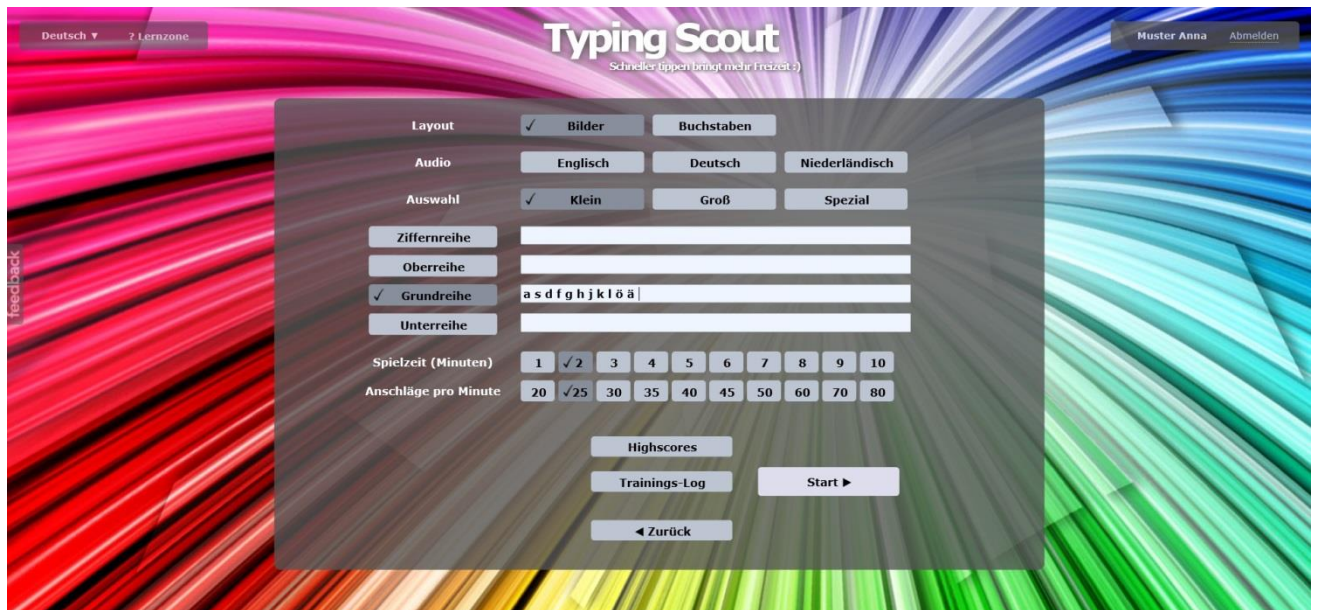 Deutsch ▼ ? Lernzone
Typing Scout
Schneller tippen bringt mehr Freizeit :)
Muster Anna Abmelden
feedback
Layout ✓ Bilder Buchstaben
Audio Englisch Deutsch Niederländisch
Auswahl ✓ Klein Groß Spezial
Ziffernreihe
Oberreihe
✓ Grundreihe a s d f g h j k l ö ä
Unterreihe
Spielzeit (Minuten) 1 ✓2 3 4 5 6 7 8 9 10
Anschläge pro Minute 20 ✓25 30 35 40 45 50 60 70 80
Highscores
Trainings-Log Start ▶
◀ Zurück